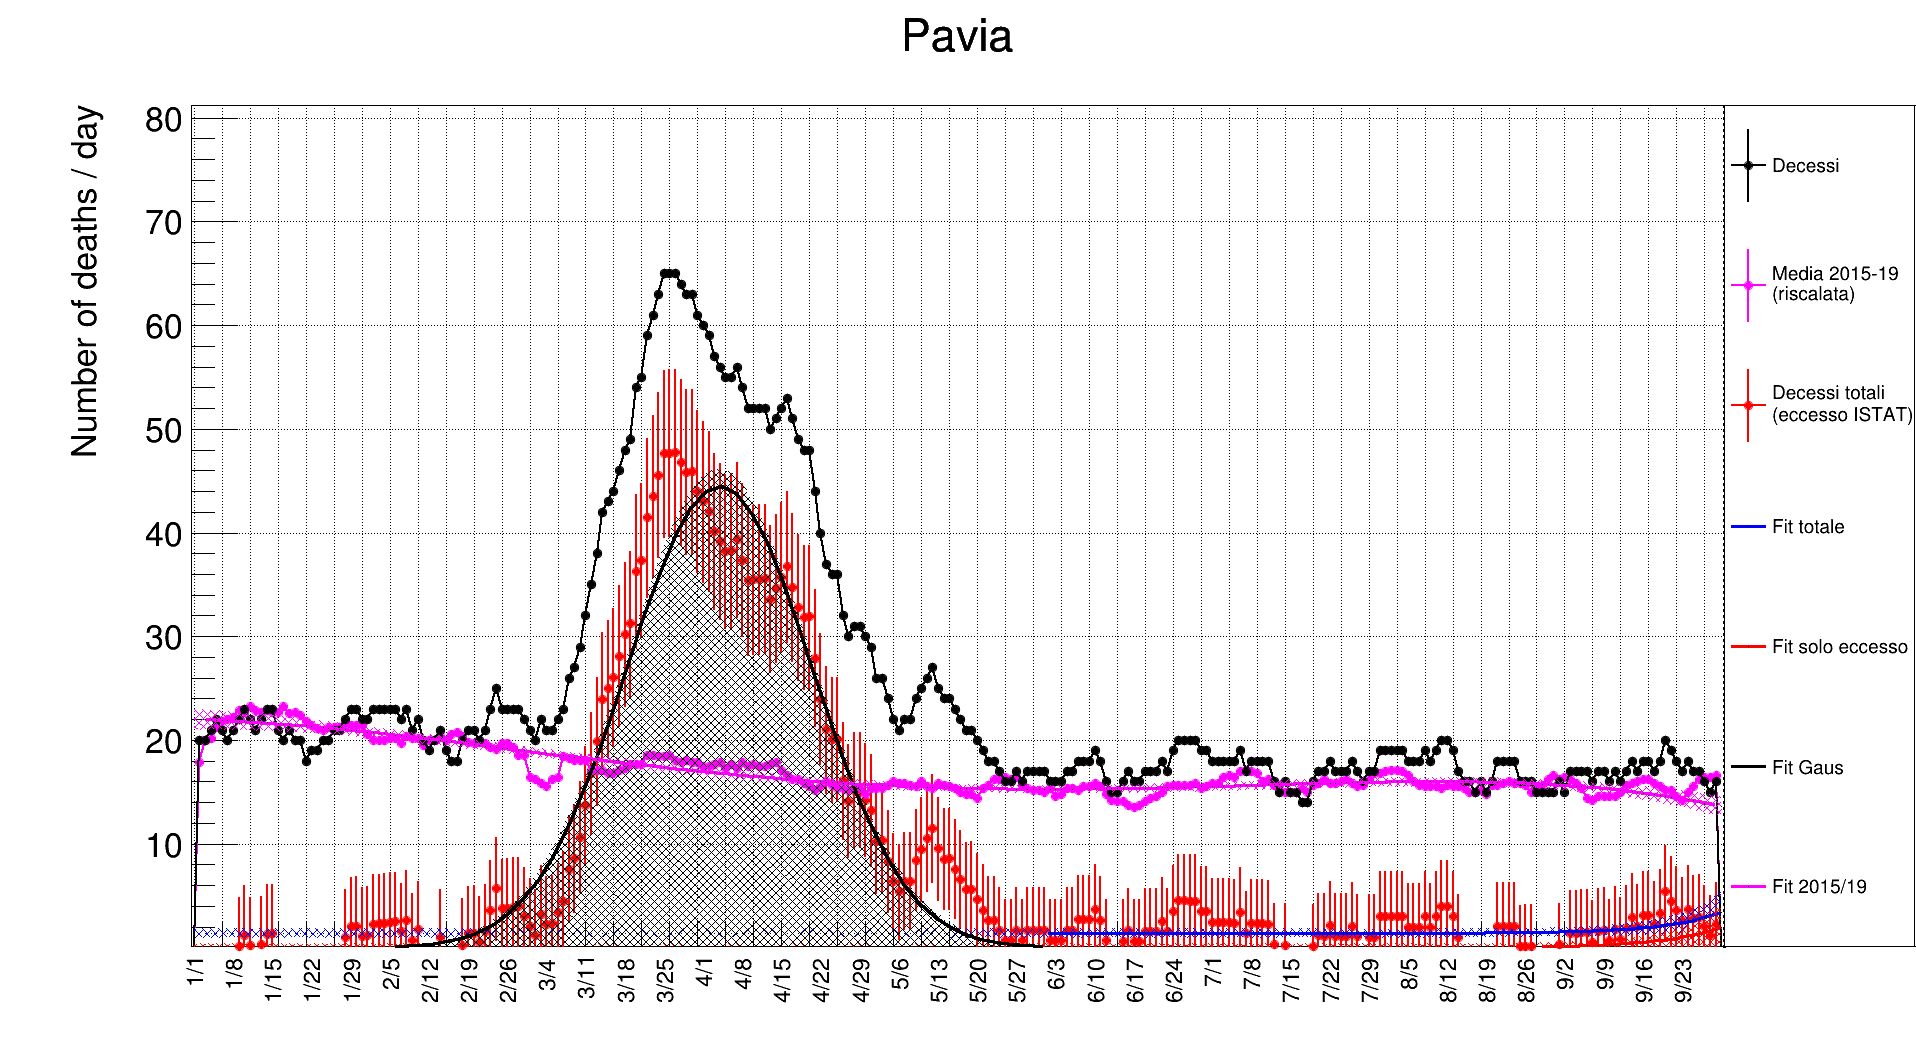 Pavia
Number of deaths / day
80
70
60
50
40
30
20
10
1/1 1/8 1/15 1/22 1/29 2/5 2/12 2/19 2/26 3/4 3/11 3/18 3/25 4/1 4/8 4/15 4/22 4/29 5/6 5/13 5/20 5/27 6/3 6/10 6/17 6/24 7/1 7/8 7/15 7/22 7/29 8/5 8/12 8/19 8/26 9/2 9/9 9/16 9/23
Decessi
Media 2015-19
(riscalata)
Decessi totali
(eccesso ISTAT)
Fit totale
Fit solo eccesso
Fit Gaus
Fit 2015/19